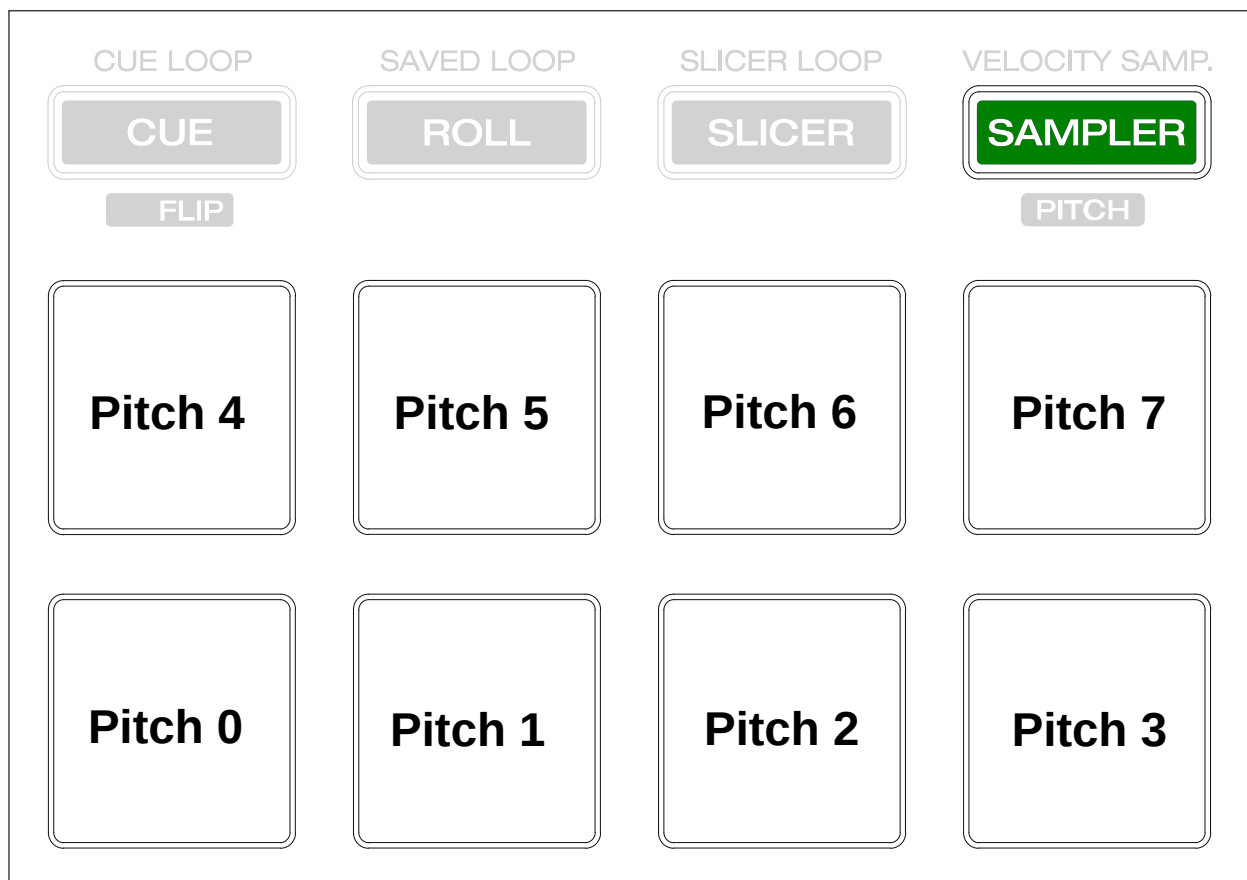 CUE LOOP SAVED LOOP SLICER LOOP VELOCITY SAMP.
CUE ROLL SLICER SAMPLER
FLIP PITCH
Pitch 4 Pitch 5 Pitch 6 Pitch 7
Pitch 0 Pitch 1 Pitch 2 Pitch 3